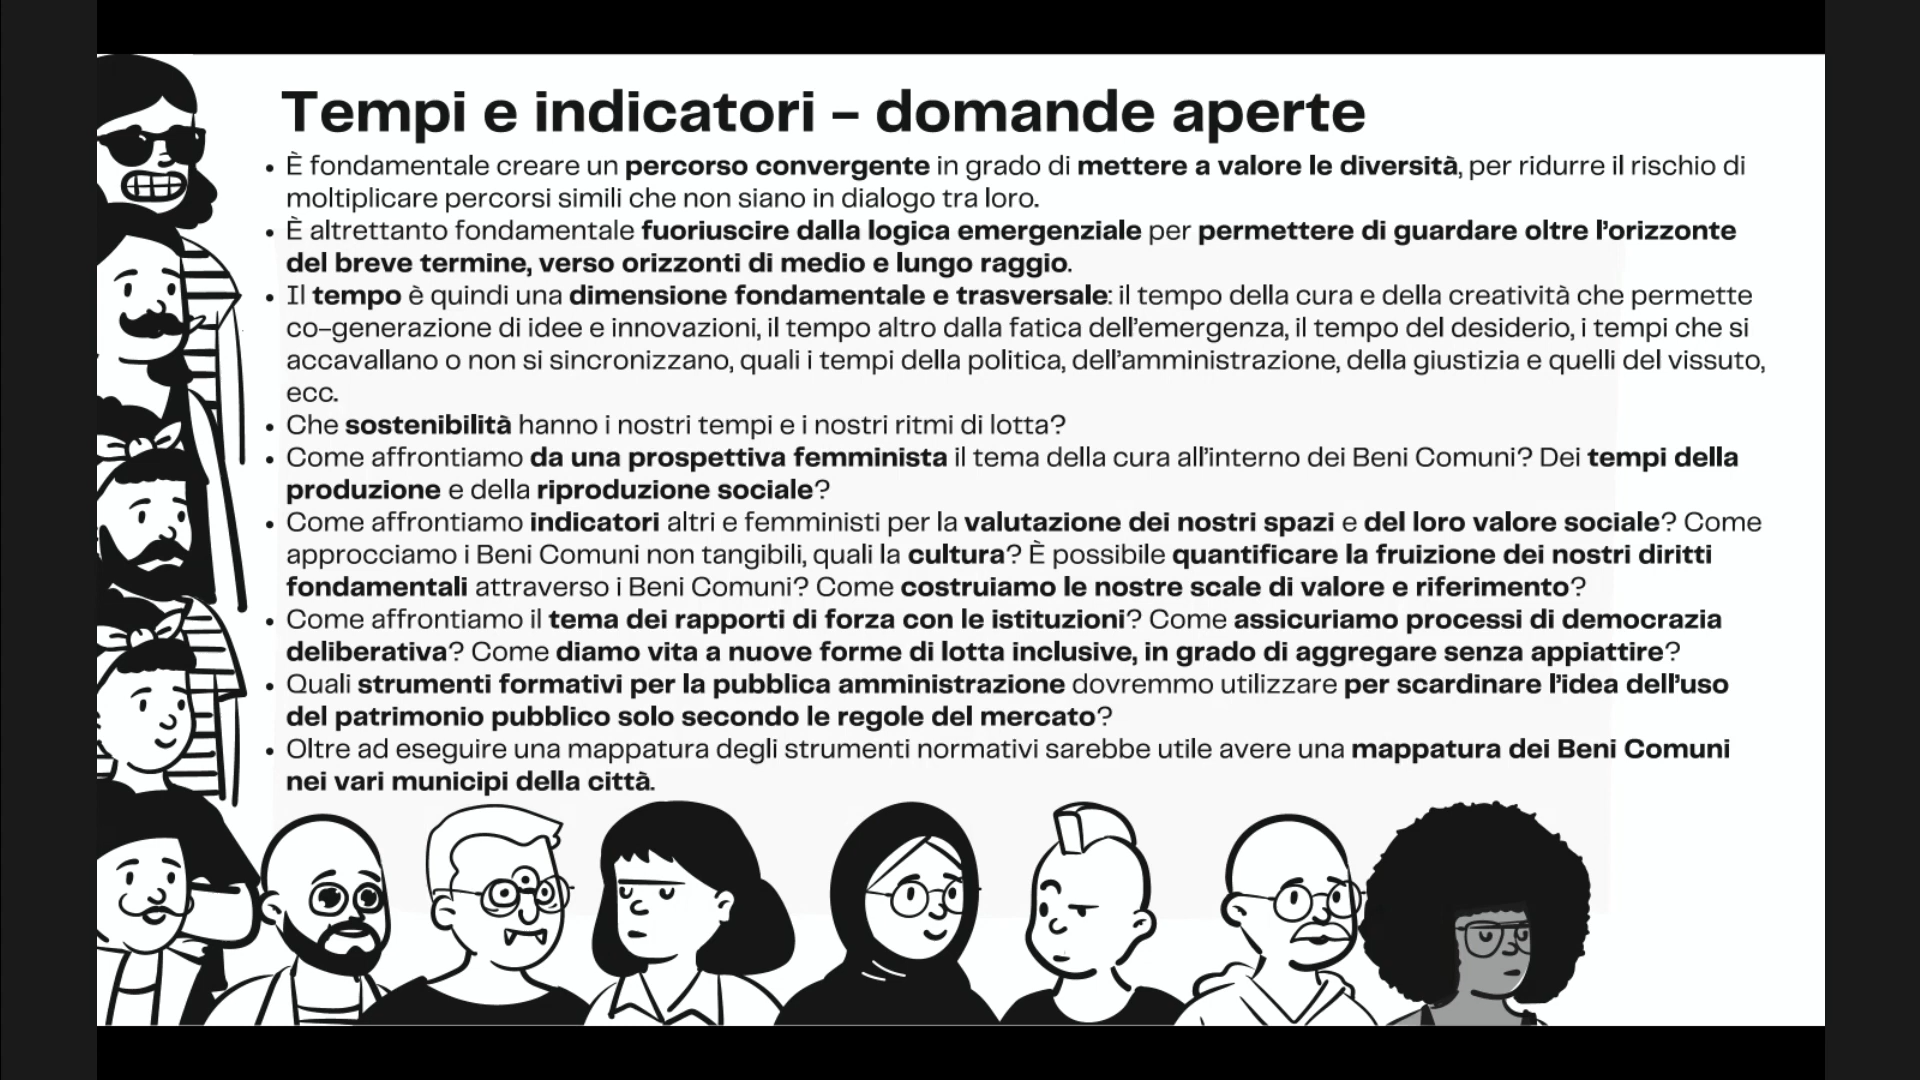 Tempi e indicatori – domande aperte
• È fondamentale creare un percorso convergente in grado di mettere a valore le diversità, per ridurre il rischio di
moltiplicare percorsi simili che non siano in dialogo tra loro.
• È altrettanto fondamentale fuoriuscire dalla logica emergenziale per permettere di guardare oltre l'orizzonte
del breve termine, verso orizzonti di medio e lungo raggio.
• Il tempo è quindi una dimensione fondamentale e trasversale: il tempo della cura e della creatività che permette
co-generazione di idee e innovazioni, il tempo altro dalla fatica dell'emergenza, il tempo del desiderio, i tempi che si
accavallano o non si sincronizzano, quali i tempi della politica, dell'amministrazione, della giustizia e quelli del vissuto,
ecc.
• Che sostenibilità hanno i nostri tempi e i nostri ritmi di lotta?
• Come affrontiamo da una prospettiva femminista il tema della cura all'interno dei Beni Comuni? Dei tempi della
produzione e della riproduzione sociale?
• Come affrontiamo indicatori altri e femministi per la valutazione dei nostri spazi e del loro valore sociale? Come
approcciamo i Beni Comuni non tangibili, quali la cultura? È possibile quantificare la fruizione dei nostri diritti
fondamentali attraverso i Beni Comuni? Come costruiamo le nostre scale di valore e riferimento?
• Come affrontiamo il tema dei rapporti di forza con le istituzioni? Come assicuriamo processi di democrazia
deliberativa? Come diamo vita a nuove forme di lotta inclusive, in grado di aggregare senza appiattire?
• Quali strumenti formativi per la pubblica amministrazione dovremmo utilizzare per scardinare l'idea dell'uso
del patrimonio pubblico solo secondo le regole del mercato?
• Oltre ad eseguire una mappatura degli strumenti normativi sarebbe utile avere una mappatura dei Beni Comuni
nei vari municipi della città.